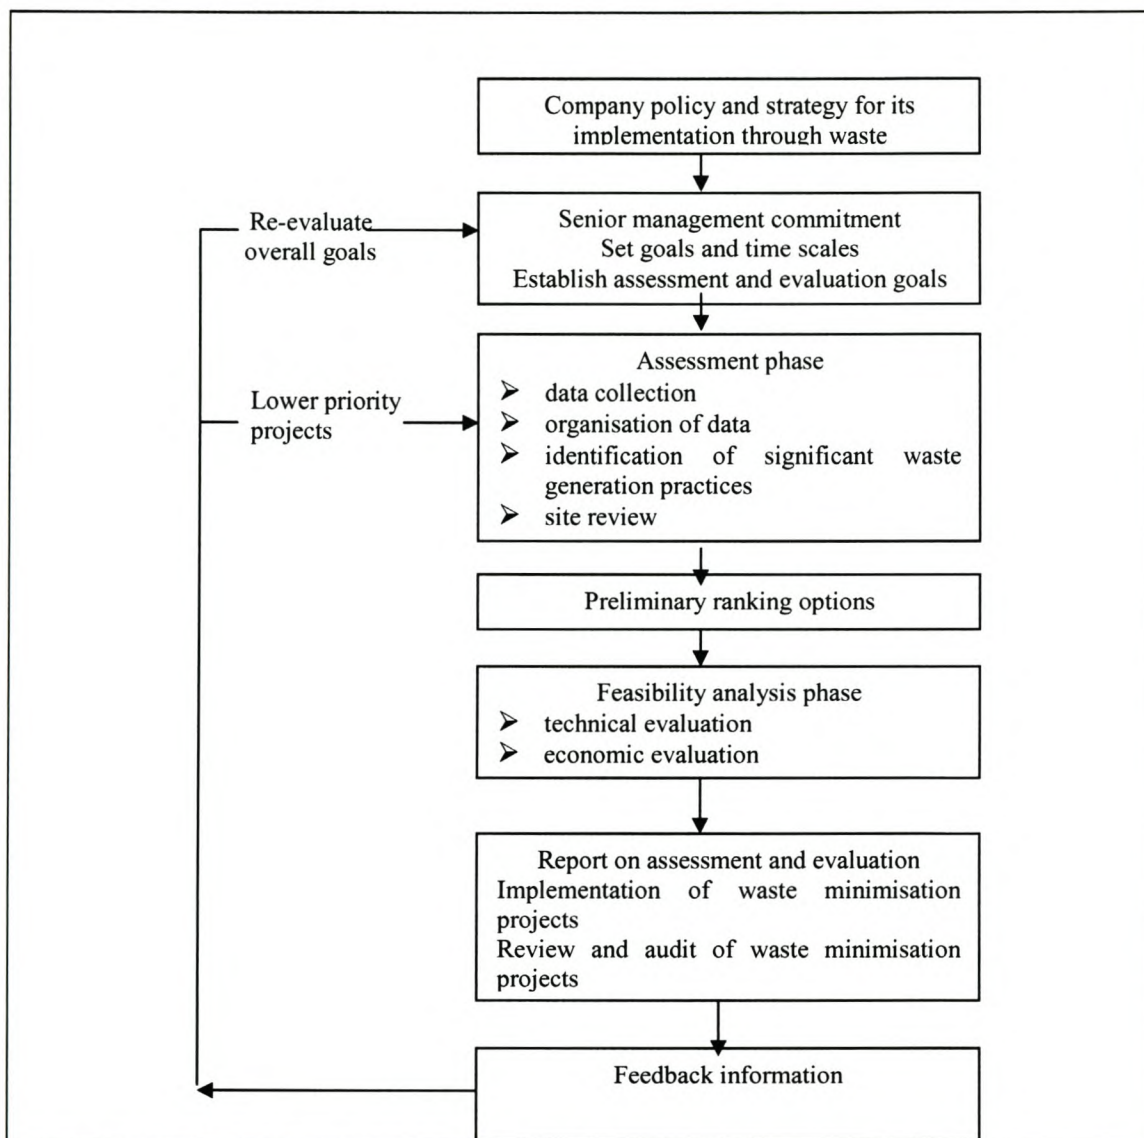 Company policy and strategy for its
implementation through waste
Re-evaluate
overall goals
Senior management commitment
Set goals and time scales
Establish assessment and evaluation goals
Lower priority
projects
Assessment phase
➢ data collection
➢ organisation of data
➢ identification of significant waste
generation practices
➢ site review
Preliminary ranking options
Feasibility analysis phase
➢ technical evaluation
➢ economic evaluation
Report on assessment and evaluation
Implementation of waste minimisation
projects
Review and audit of waste minimisation
projects
Feedback information